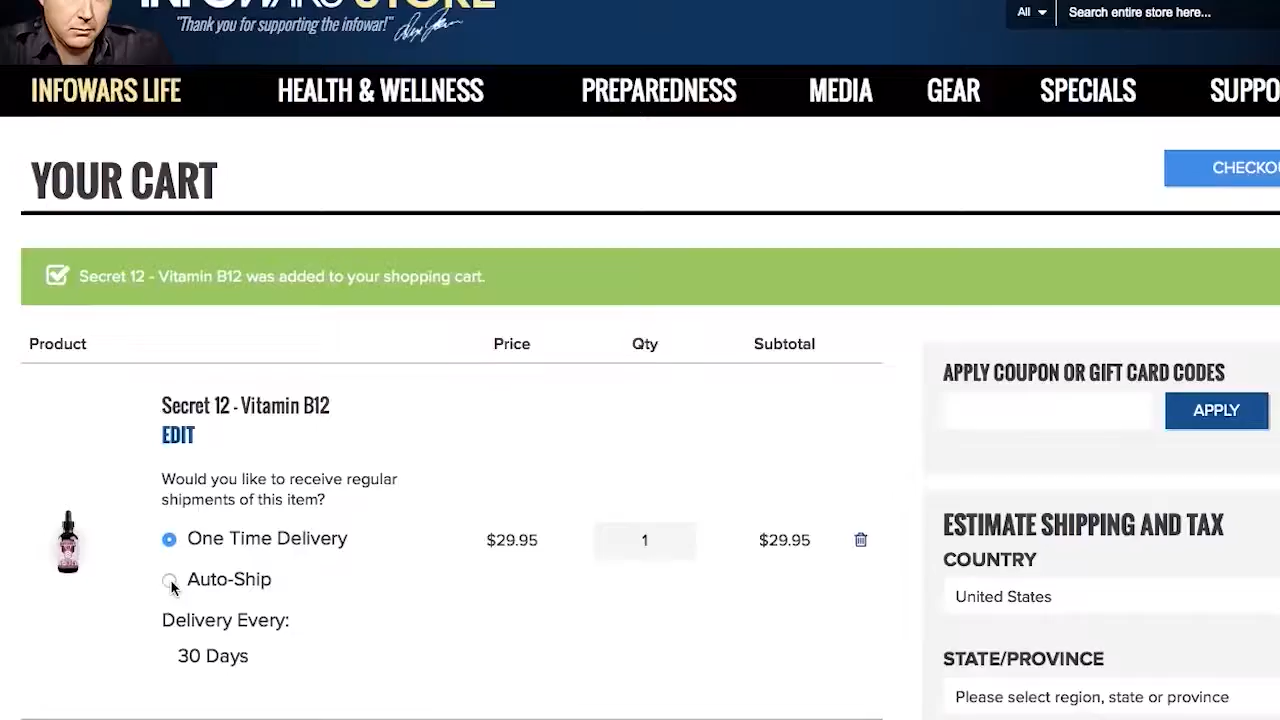 INFOWARS STORE
"Thank you for supporting the infowar!"
All
Search entire store here...
INFOWARS LIFE
HEALTH & WELLNESS
PREPAREDNESS
MEDIA
GEAR
SPECIALS
SUPPO
YOUR CART
CHECKOU
Secret 12 - Vitamin B12 was added to your shopping cart.
Product
Price
Qty
Subtotal
Secret 12 - Vitamin B12
EDIT
Would you like to receive regular
shipments of this item?
One Time Delivery
$29.95
1
$29.95
Auto-Ship
Delivery Every:
30 Days
APPLY COUPON OR GIFT CARD CODES
APPLY
ESTIMATE SHIPPING AND TAX
COUNTRY
United States
STATE/PROVINCE
Please select region, state or province